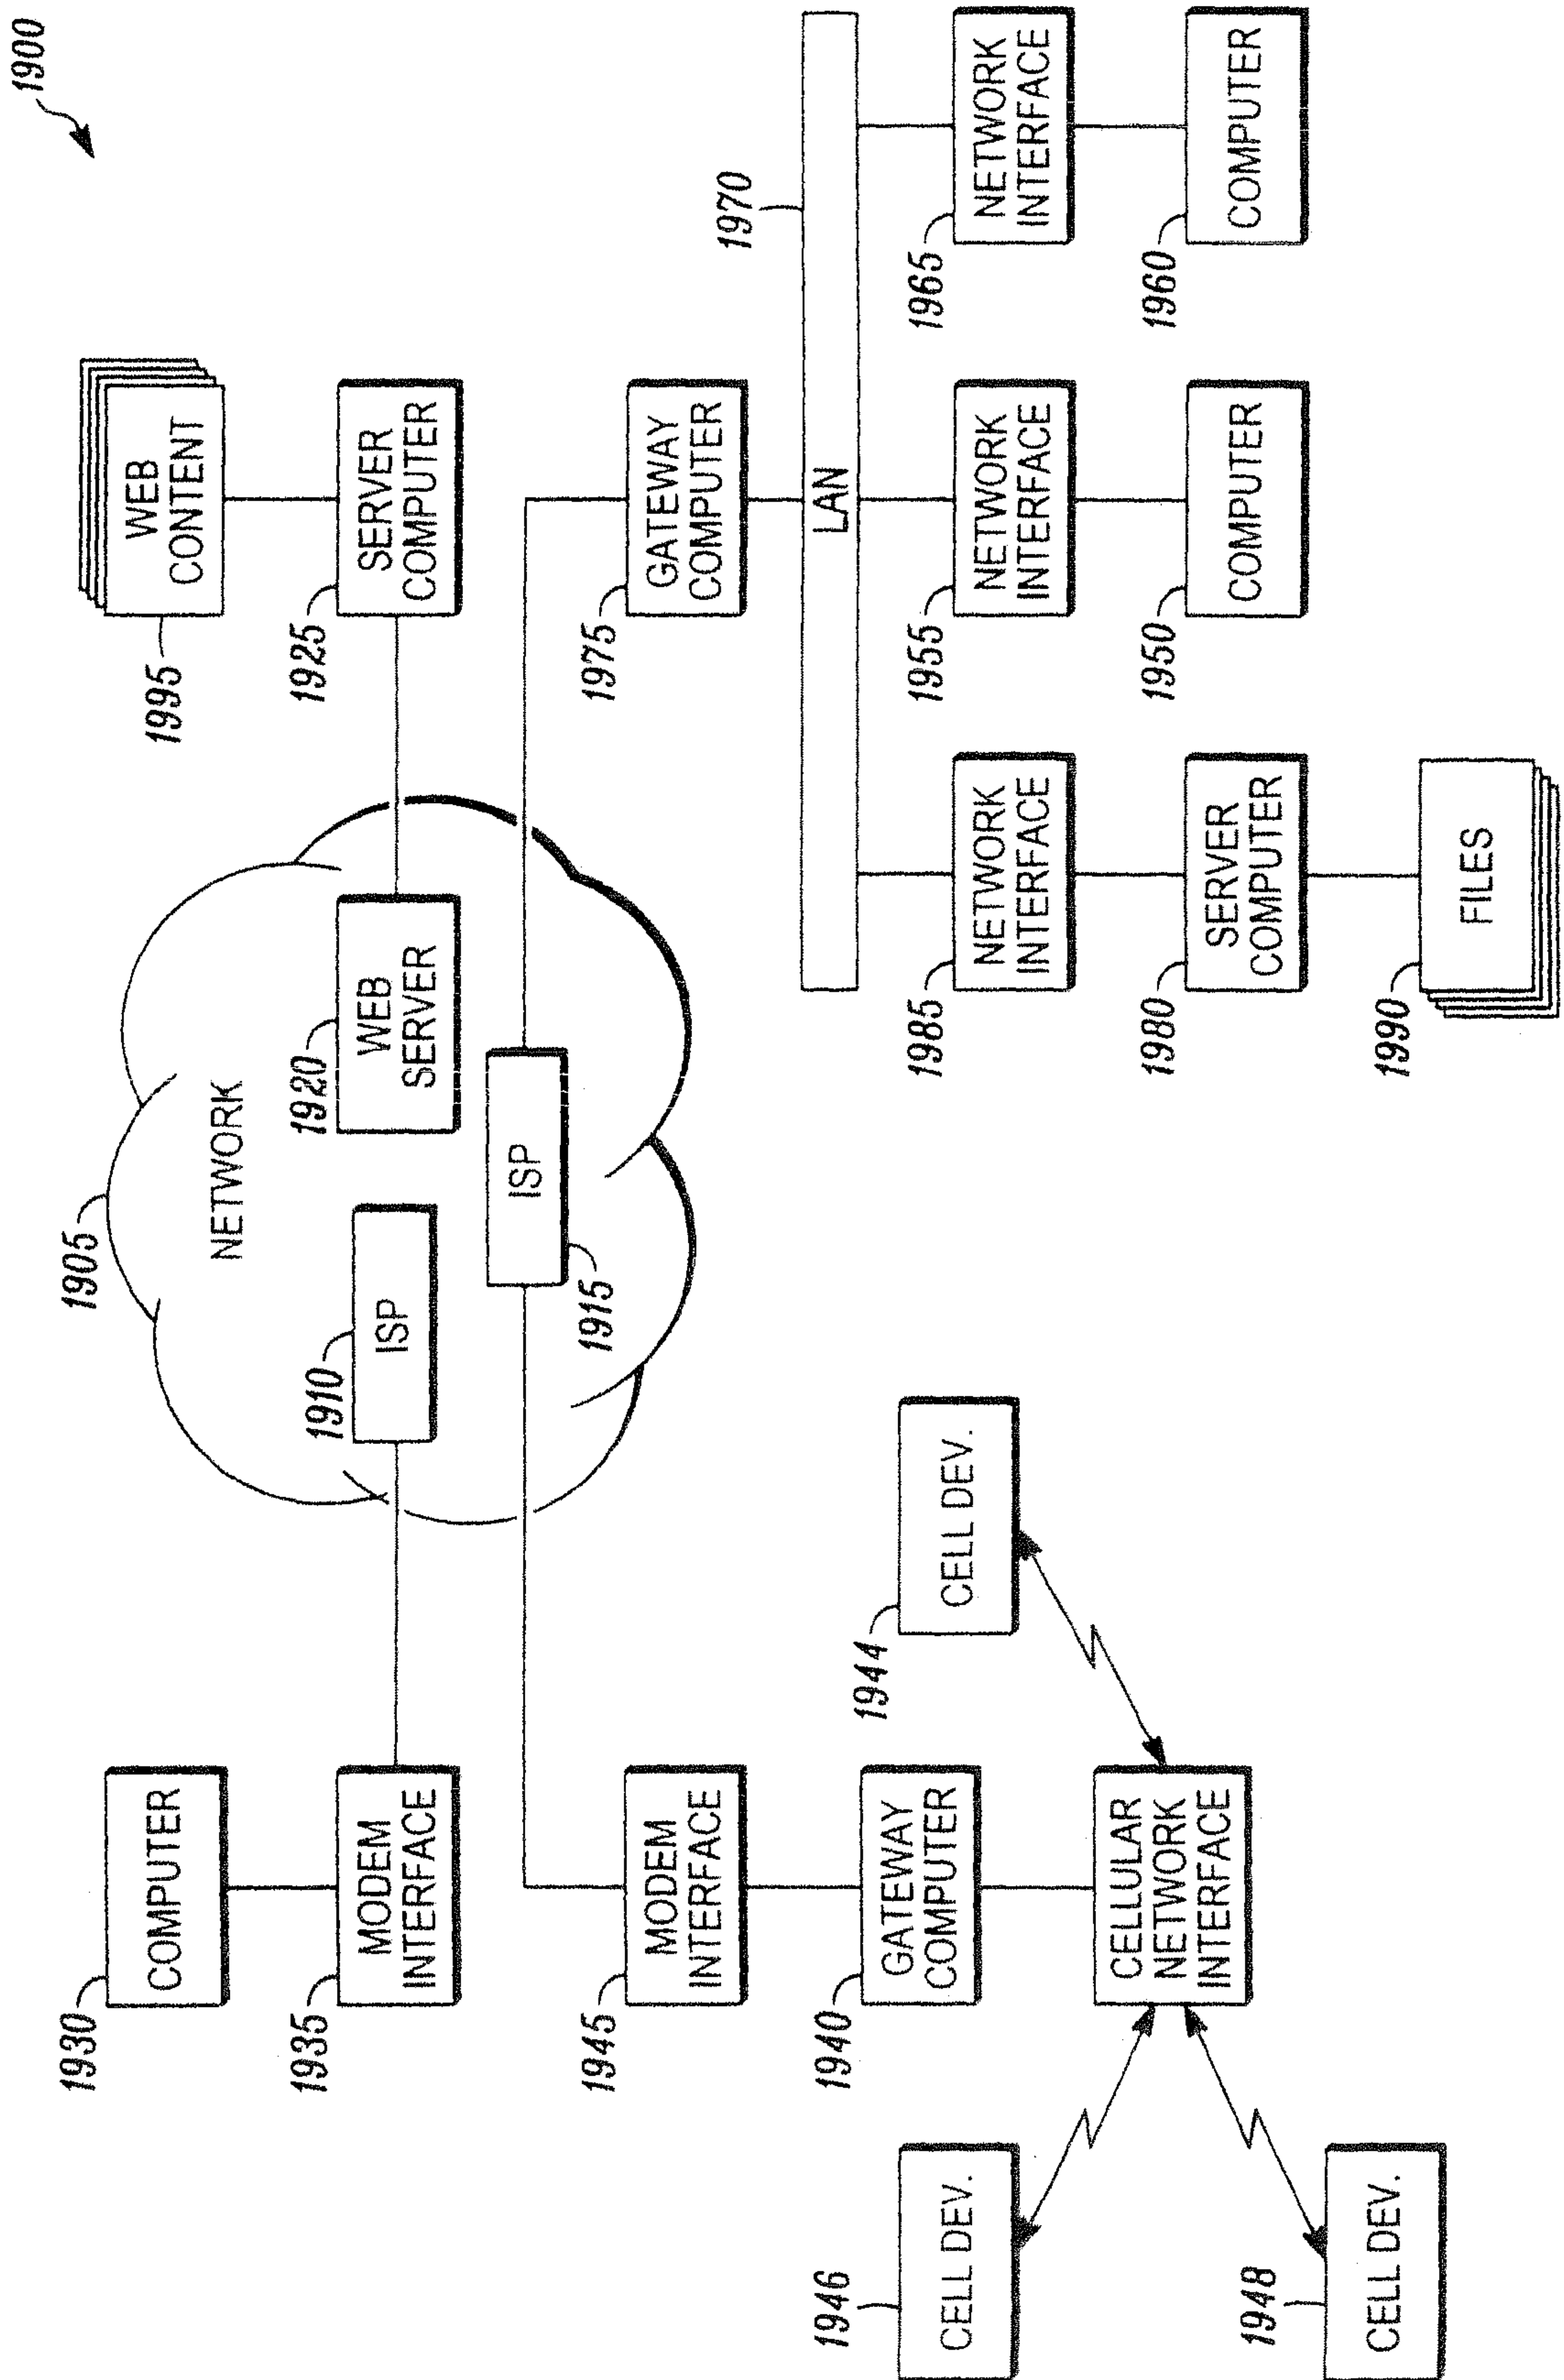 1900
1930
COMPUTER
1935
MODEM
INTERFACE
1945
MODEM
INTERFACE
1940
GATEWAY
COMPUTER
CELLULAR
NETWORK
INTERFACE
1946
CELL DEV.
1948
CELL DEV.
1944
CELL DEV.
1905
NETWORK
1910
ISP
1915
ISP
1920
WEB
SERVER
1995
WEB
CONTENT
1925
SERVER
COMPUTER
1975
GATEWAY
COMPUTER
1970
LAN
1985
NETWORK
INTERFACE
1980
SERVER
COMPUTER
1990
FILES
1955
NETWORK
INTERFACE
1950
COMPUTER
1965
NETWORK
INTERFACE
1960
COMPUTER